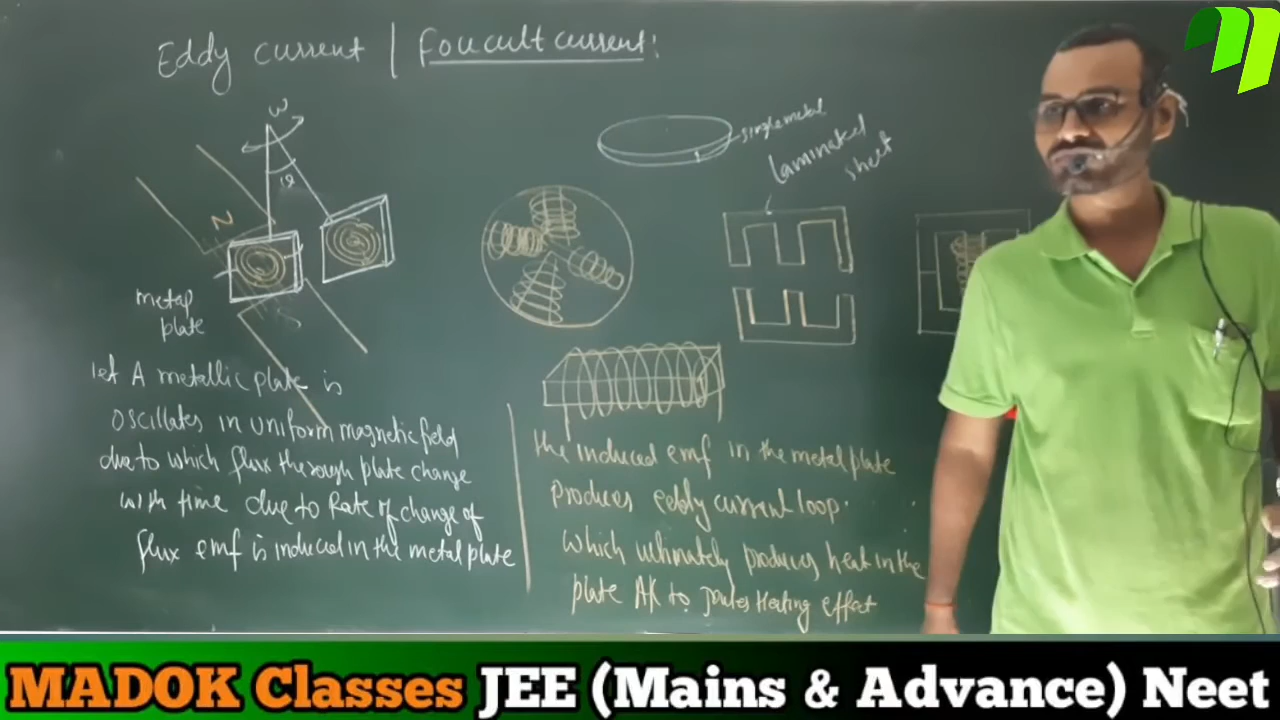 Eddy current | Foucult current:
ω
θ
N
S
metap
plate
single metal
laminated
sheet
let A metallic plate is
oscillates in uniform magnetic field
due to which flux through plate change
with time due to Rate of change of
flux emf is induced in the metal plate
the induced emf in the metal plate
produces eddy current loop.
which ultimately produces heat in the
plate AK to Joules Heating effect
MADOK Classes JEE (Mains & Advance) Neet